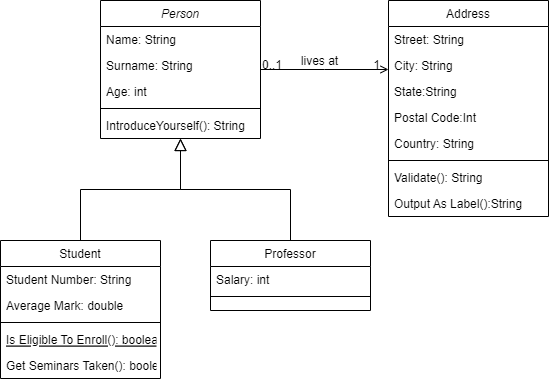 Person
Name: String
Surname: String
Age: int
IntroduceYourself(): String
0..1
lives at
1
Address
Street: String
City: String
State:String
Postal Code:Int
Country: String
Validate(): String
Output As Label():String
Student
Student Number: String
Average Mark: double
Is Eligible To Enroll(): boolea
Get Seminars Taken(): boole
Professor
Salary: int